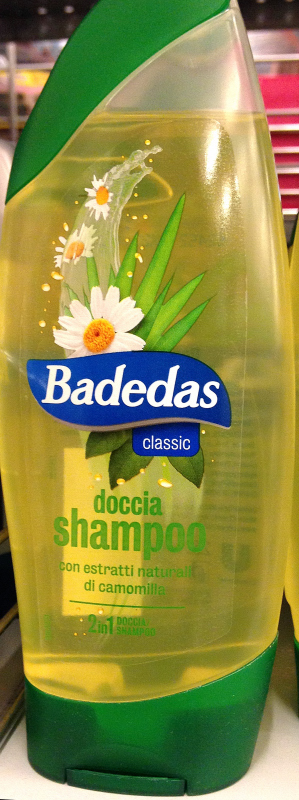 Badedas
classic
doccia
shampoo
con estratti naturali
di camomilla
2in1 DOCCIA
SHAMPOO